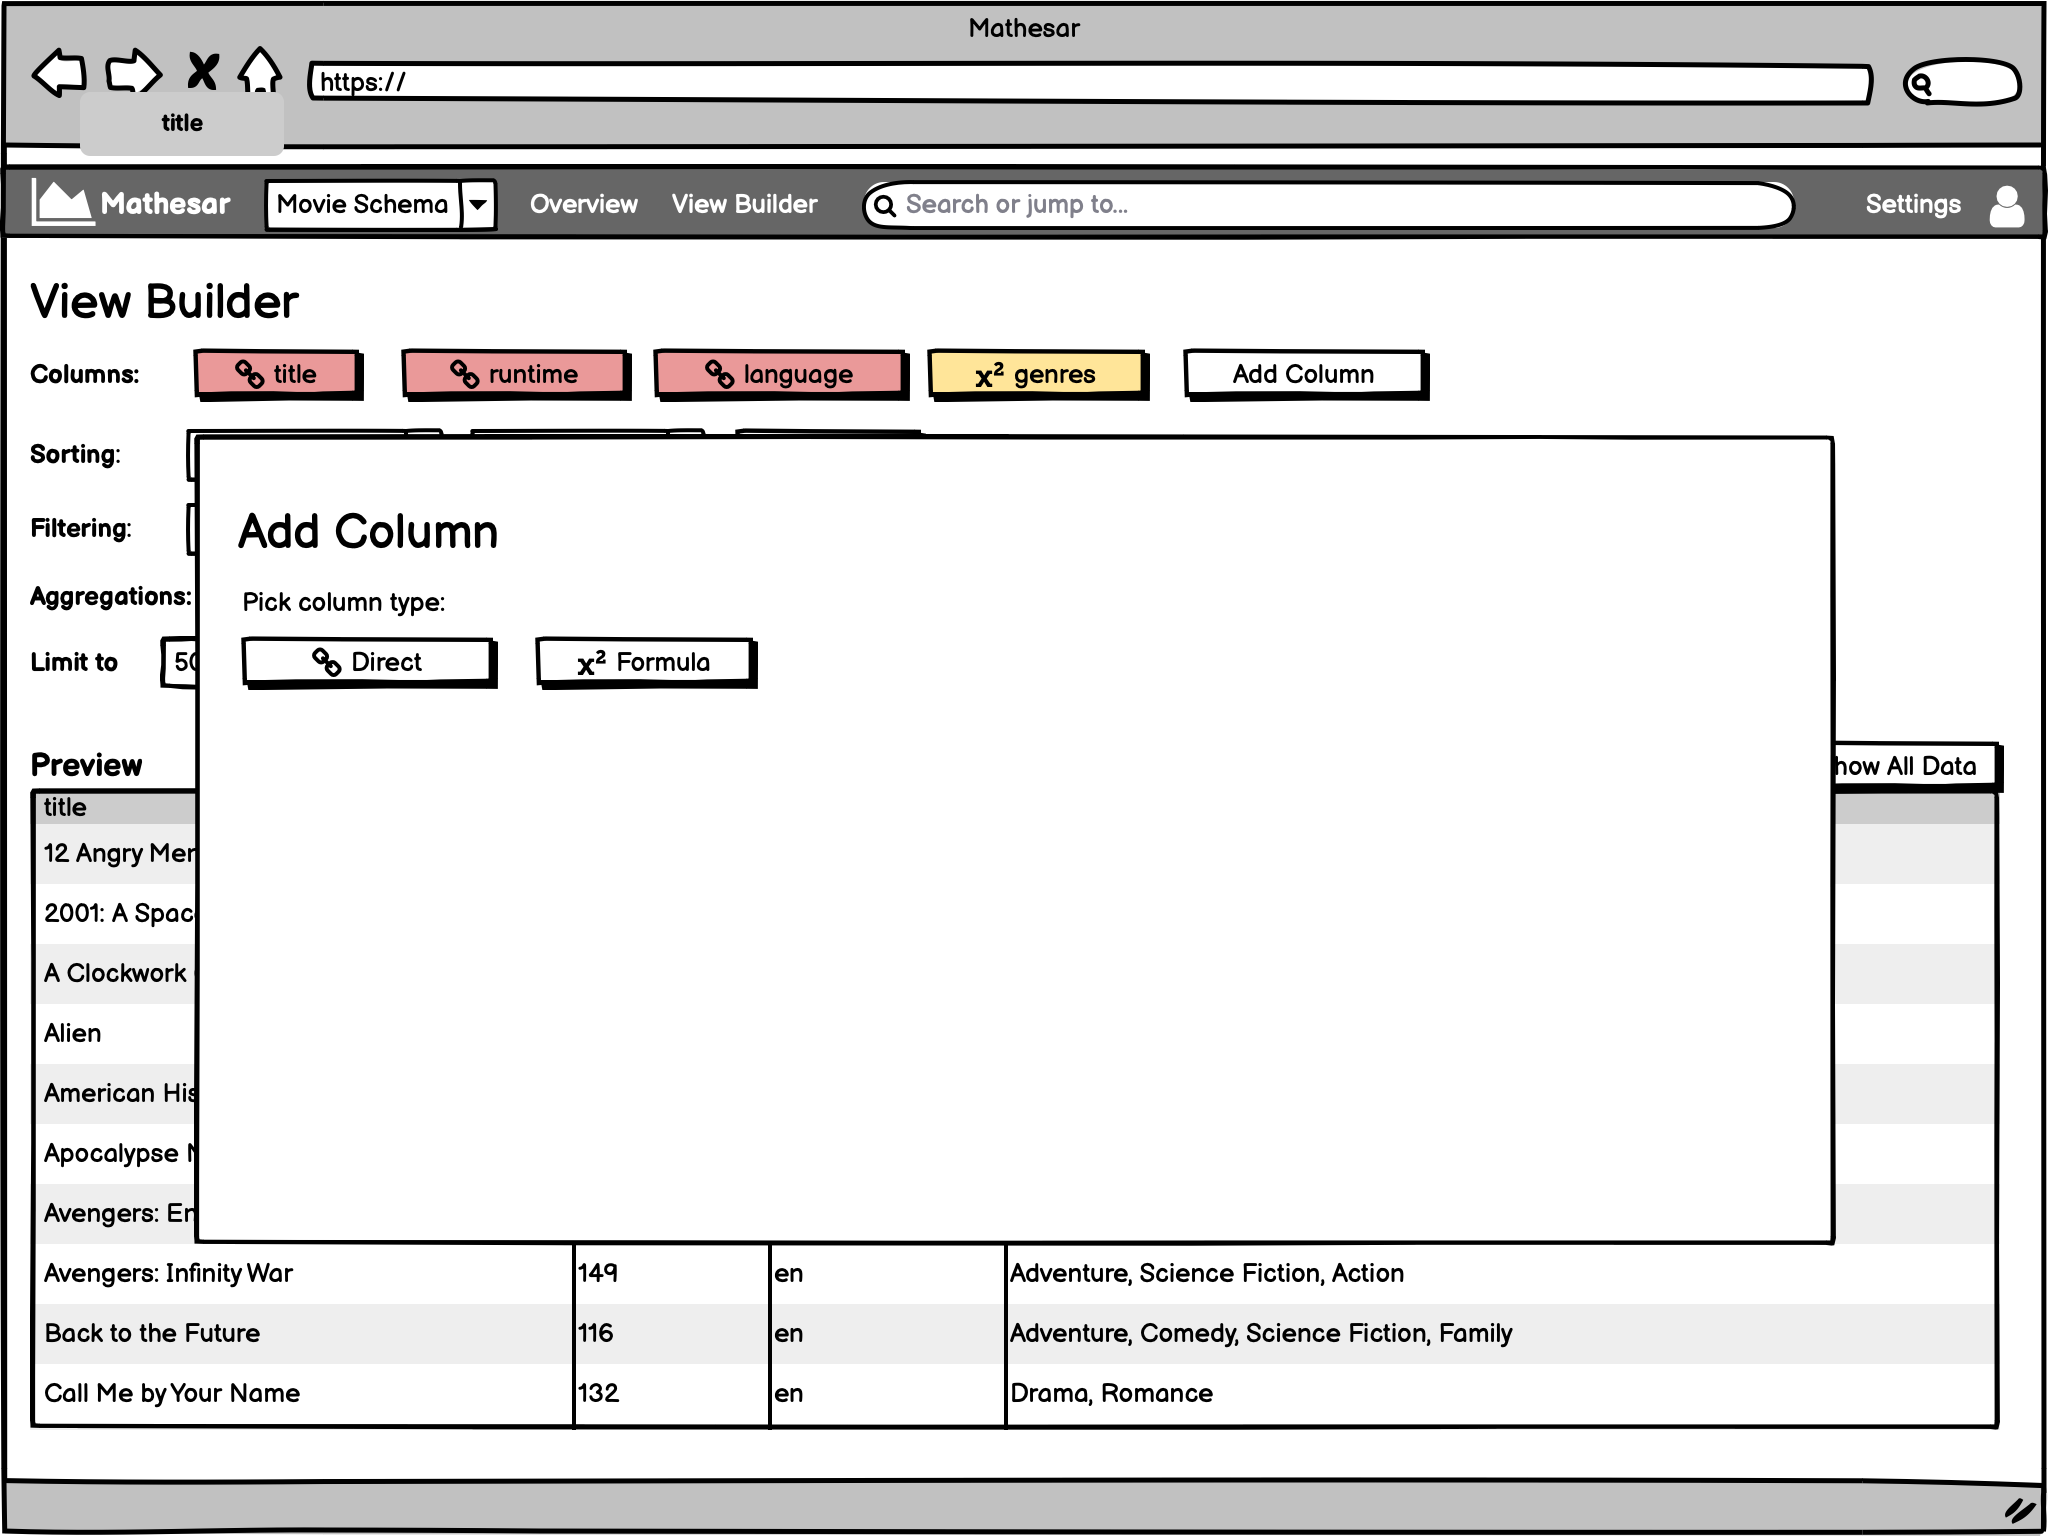 Mathesar
https://
title
Mathesar Movie Schema Overview View Builder Search or jump to... Settings
View Builder
Columns: title runtime language x² genres Add Column
Sorting:
Filtering:
Aggregations:
Limit to 50
Add Column
Pick column type:
Direct x² Formula
Preview how All Data
title
12 Angry Men
2001: A Spac
A Clockwork
Alien
American His
Apocalypse N
Avengers: En
Avengers: Infinity War 149 en Adventure, Science Fiction, Action
Back to the Future 116 en Adventure, Comedy, Science Fiction, Family
Call Me by Your Name 132 en Drama, Romance